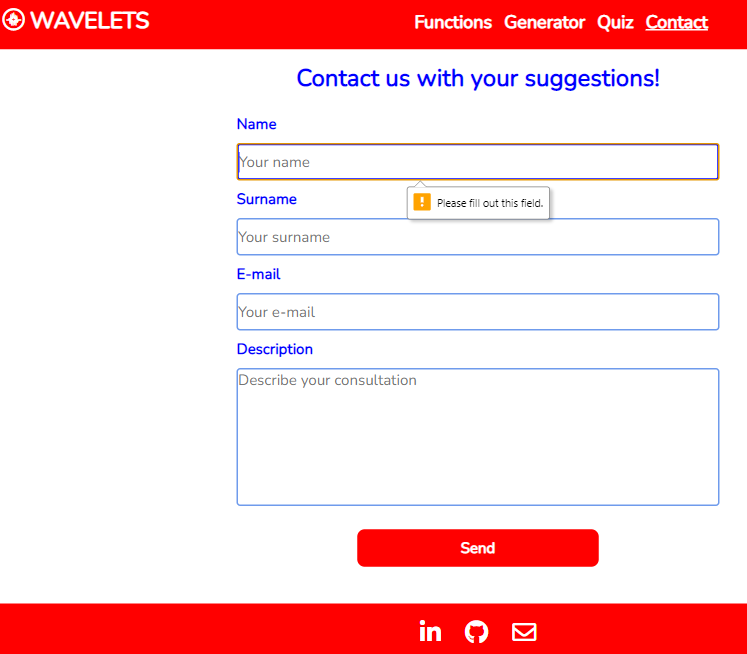 WAVELETS
Functions Generator Quiz Contact
Contact us with your suggestions!
Name
Your name
Please fill out this field.
Surname
Your surname
E-mail
Your e-mail
Description
Describe your consultation
Send